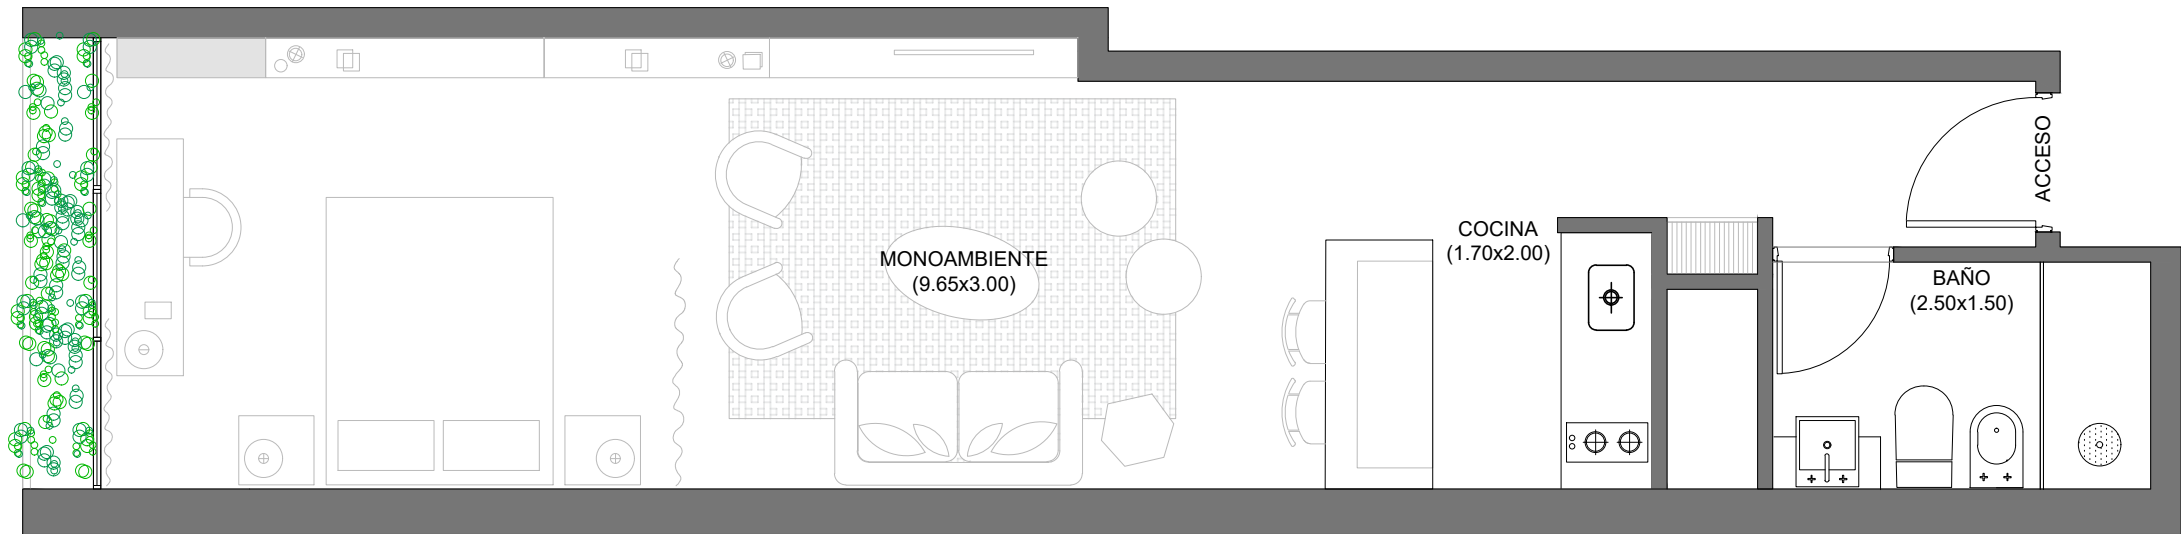 MONOAMBIENTE
(9.65x3.00)
COCINA
(1.70x2.00)
BAÑO
(2.50x1.50)
ACCESO